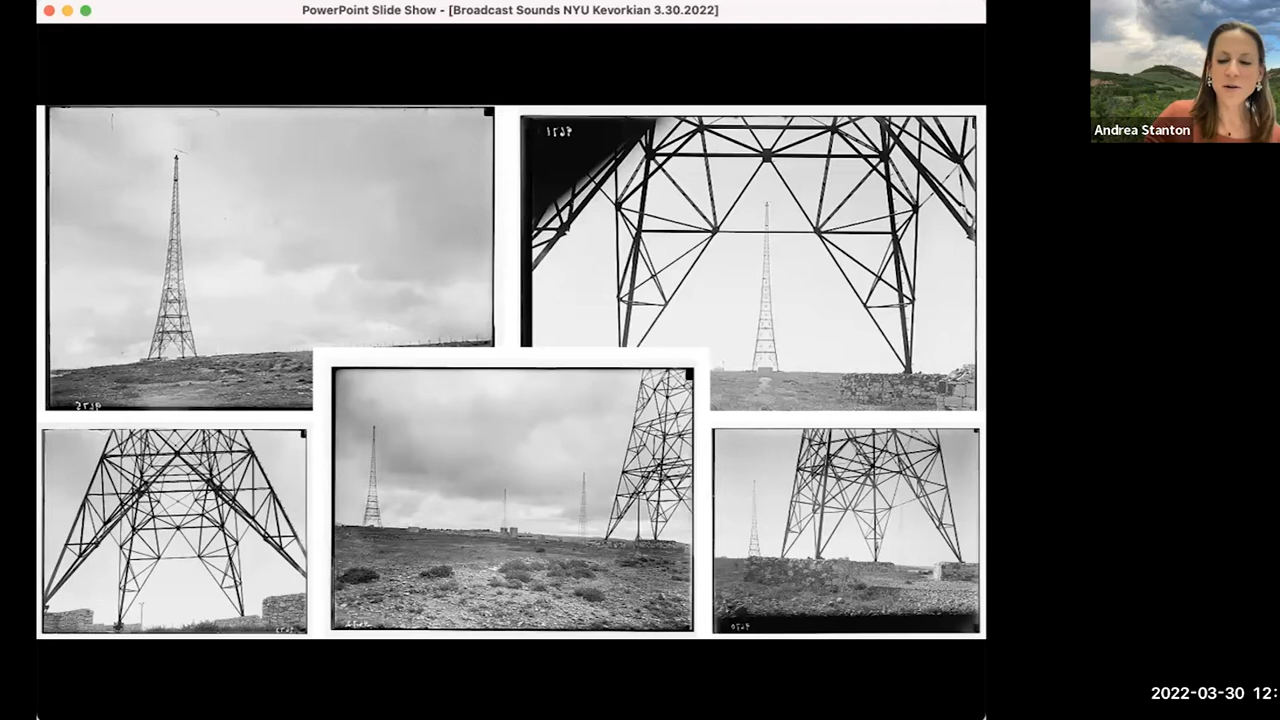 PowerPoint Slide Show - [Broadcast Sounds NYU Kevorkian 3.30.2022]
Andrea Stanton
2022-03-30 12: